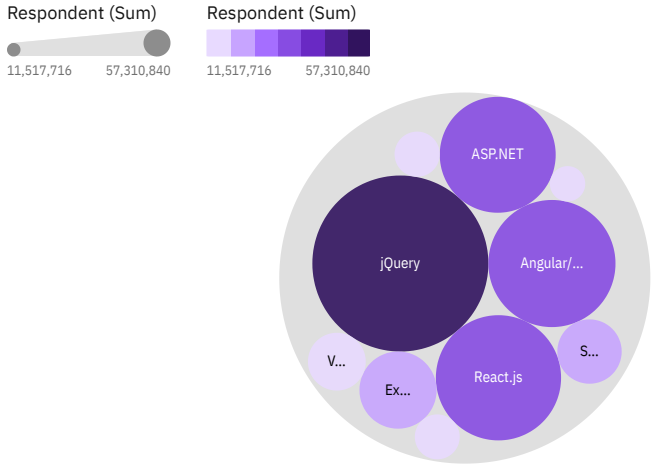 Respondent (Sum)
11,517,716 57,310,840
Respondent (Sum)
11,517,716 57,310,840
ASP.NET
jQuery
Angular/...
S...
V...
React.js
Ex...